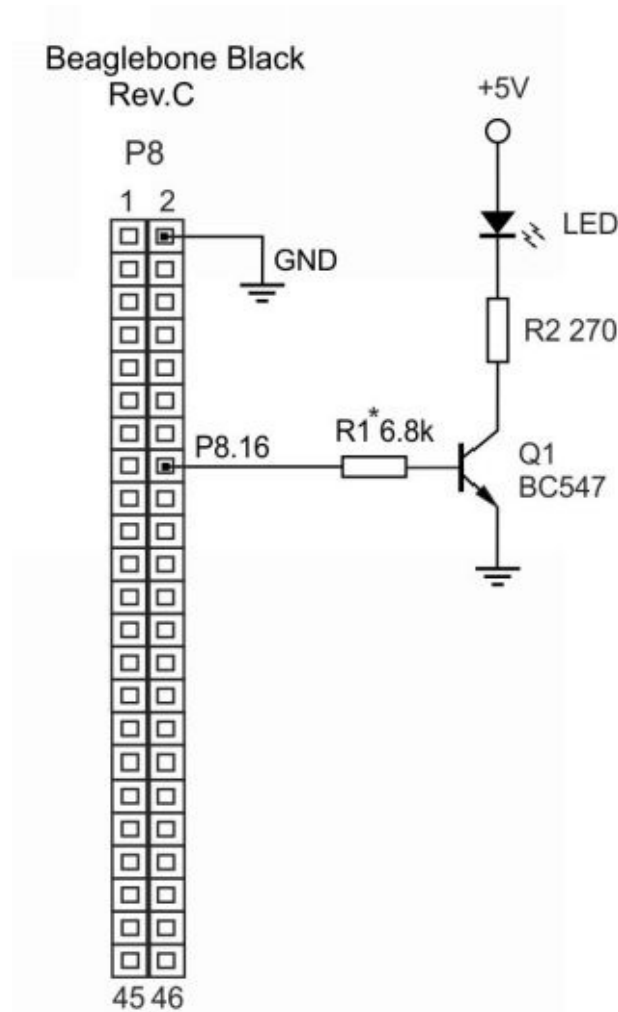 Beaglebone Black
Rev.C
P8
1 2
+5V
LED
GND
R2 270
P8.16
R1* 6.8k
Q1
BC547
45 46